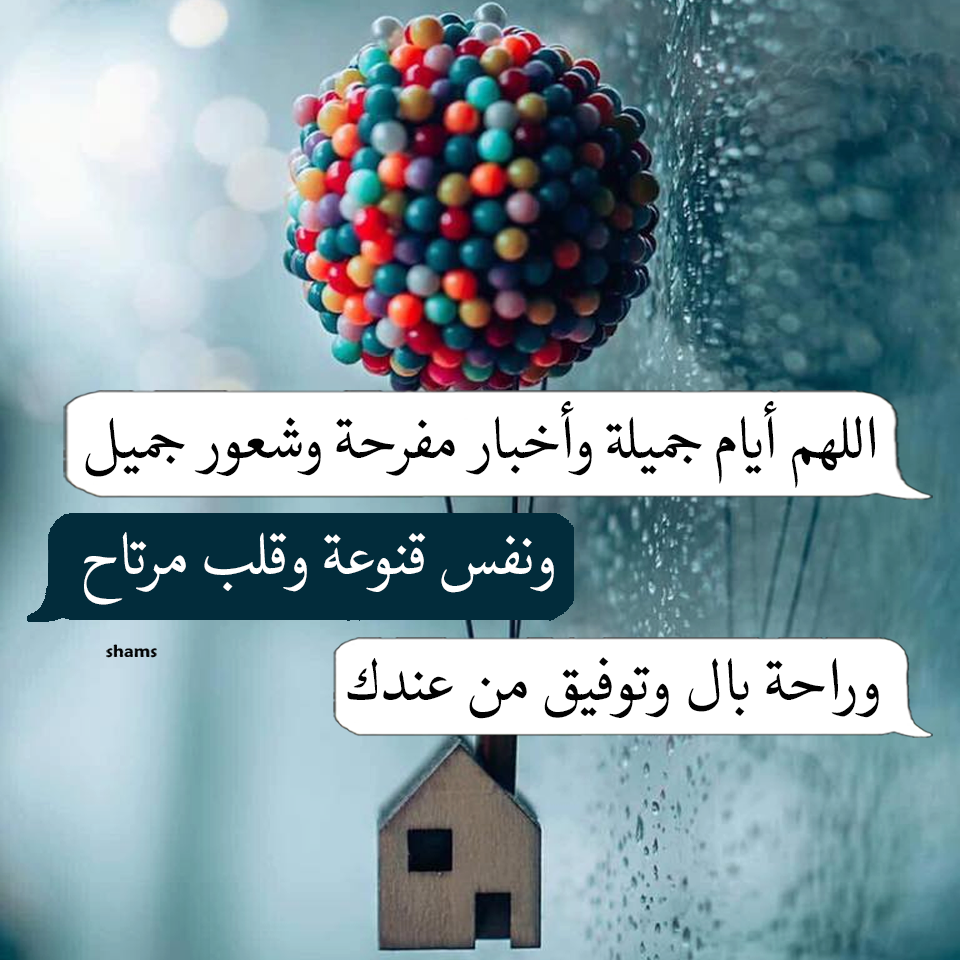 اللهم أيام جميلة وأخبار مفرحة وشعور جميل
ونفس قنوعة وقلب مرتاح
shams
وراحة بال وتوفيق من عندك